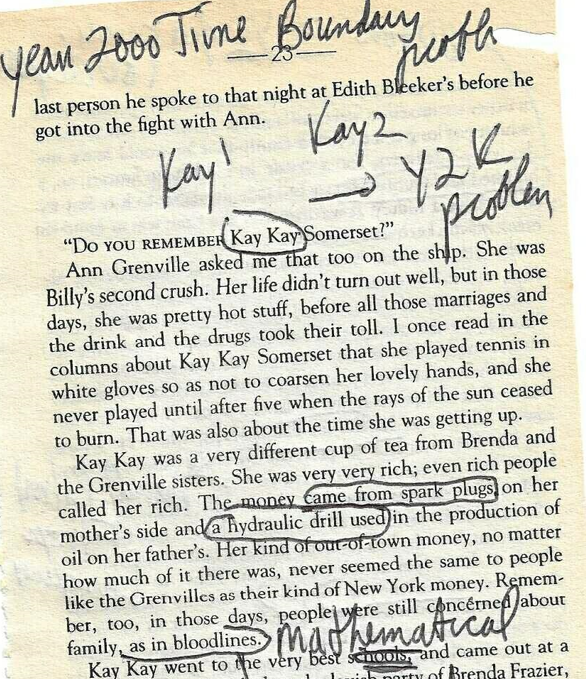 Year 2000 Time Boundary
probl
— 23 —
last person he spoke to that night at Edith Bleeker's before he
got into the fight with Ann.
Kay1
Kay2
→ Y2K
problem
"DO YOU REMEMBER Kay Kay Somerset?"
Ann Grenville asked me that too on the ship. She was
Billy's second crush. Her life didn't turn out well, but in those
days, she was pretty hot stuff, before all those marriages and
the drink and the drugs took their toll. I once read in the
columns about Kay Kay Somerset that she played tennis in
white gloves so as not to coarsen her lovely hands, and she
never played until after five when the rays of the sun ceased
to burn. That was also about the time she was getting up.
Kay Kay was a very different cup of tea from Brenda and
the Grenville sisters. She was very very rich; even rich people
called her rich. The money came from spark plugs on her
mother's side and a hydraulic drill used in the production of
oil on her father's. Her kind of out-of-town money, no matter
how much of it there was, never seemed the same to people
like the Grenvilles as their kind of New York money. Remem-
ber, too, in those days, people were still concerned about
family, as in bloodlines.
mathematical
Kay Kay went to the very best schools, and came out at a
party of Brenda Frazier,